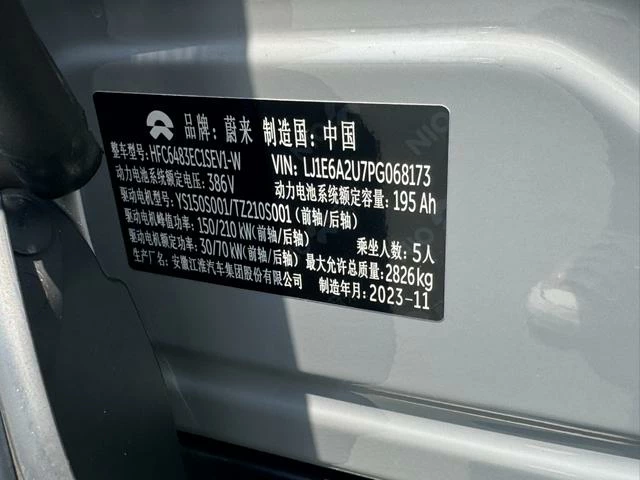 品牌: 蔚来 制造国: 中国
整车型号: HFC6483EC1SEV1-W VIN: LJ1E6A2U7PG068173
动力电池系统额定电压: 386V 动力电池系统额定容量: 195 Ah
驱动电机型号: YS150S001/TZ210S001 (前轴/后轴)
驱动电机峰值功率: 150/210 kW(前轴/后轴) 乘坐人数: 5人
驱动电机额定功率: 30/70 kW(前轴/后轴) 最大允许总质量: 2826kg
生产厂名: 安徽江淮汽车集团股份有限公司 制造年月: 2023-11
NIO